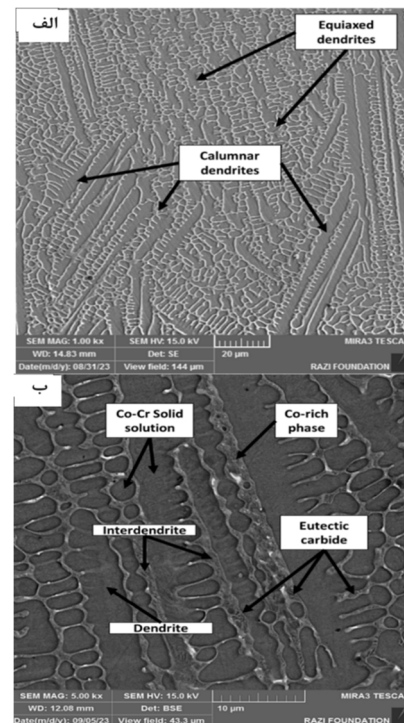 الف
Equiaxed
dendrites
Calumnar
dendrites
SEM MAG: 1.00 kx SEM HV: 15.0 kV MIRA3 TESCA
WD: 14.83 mm Det: SE 20 µm
Date(m/d/y): 08/31/23 View field: 144 µm RAZI FOUNDATION
ب
Co-Cr Solid
solution
Co-rich
phase
Interdendrite
Eutectic
carbide
Dendrite
SEM MAG: 5.00 kx SEM HV: 15.0 kV MIRA3 TESCA
WD: 12.08 mm Det: BSE 10 µm
Date(m/d/y): 09/05/23 View field: 43.3 µm RAZI FOUNDATION